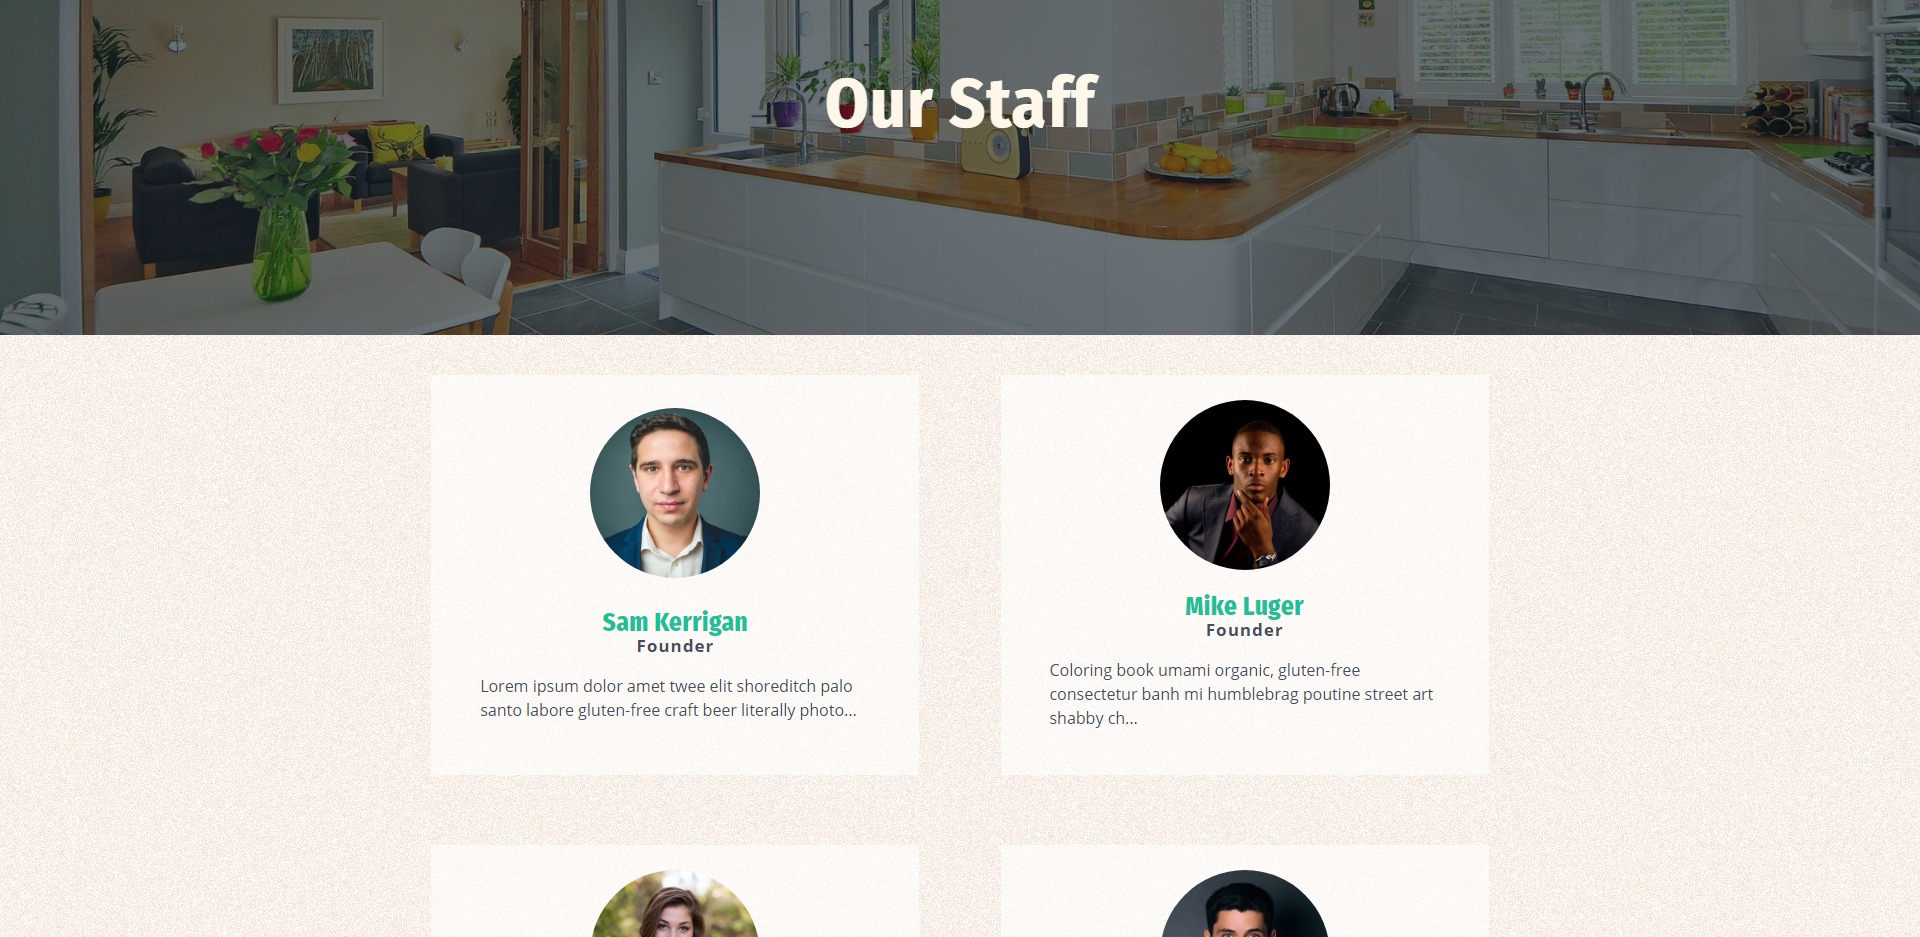 Our Staff
Sam Kerrigan
Founder
Lorem ipsum dolor amet twee elit shoreditch palo
santo labore gluten-free craft beer literally photo...
Mike Luger
Founder
Coloring book umami organic, gluten-free
consectetur banh mi humblebrag poutine street art
shabby ch...